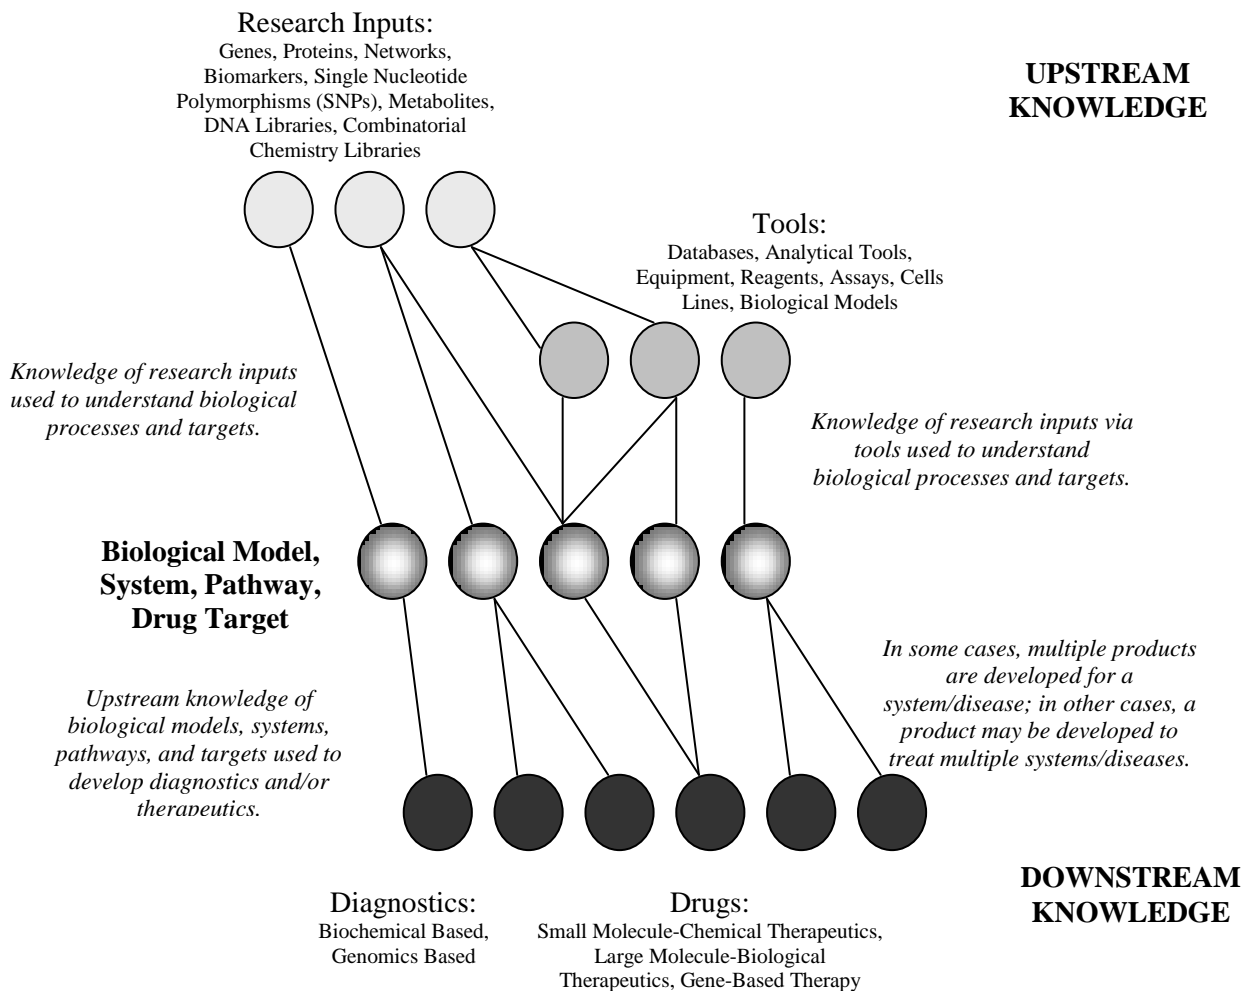 Research Inputs:
Genes, Proteins, Networks,
Biomarkers, Single Nucleotide
Polymorphisms (SNPs), Metabolites,
DNA Libraries, Combinatorial
Chemistry Libraries
UPSTREAM
KNOWLEDGE
Tools:
Databases, Analytical Tools,
Equipment, Reagents, Assays, Cells
Lines, Biological Models
Knowledge of research inputs
used to understand biological
processes and targets.
Knowledge of research inputs via
tools used to understand
biological processes and targets.
Biological Model,
System, Pathway,
Drug Target
Upstream knowledge of
biological models, systems,
pathways, and targets used to
develop diagnostics and/or
therapeutics.
In some cases, multiple products
are developed for a
system/disease; in other cases, a
product may be developed to
treat multiple systems/diseases.
DOWNSTREAM
KNOWLEDGE
Diagnostics:
Biochemical Based,
Genomics Based
Drugs:
Small Molecule-Chemical Therapeutics,
Large Molecule-Biological
Therapeutics, Gene-Based Therapy